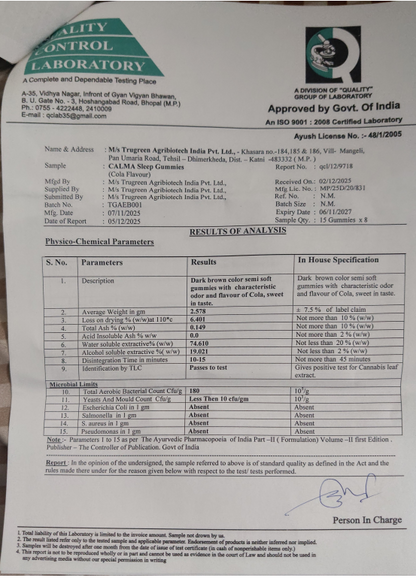 QUALITY
CONTROL
LABORATORY
A Complete and Dependable Testing Place
A-35, Vidhya Nagar, Infront of Gyan Vigyan Bhawan,
B. U. Gate No. - 3, Hoshangabad Road, Bhopal (M.P.)
Ph.: 0755 - 4222448, 2410009
E-mail : qclab35@gmail.com
A DIVISION OF "QUALITY"
GROUP OF LABORATORY
Approved by Govt. Of India
An ISO 9001 : 2008 Certified Laboratory
Ayush License No. :- 48/1/2005
Name & Address : M/s Trugreen Agribiotech India Pvt. Ltd., - Khasara no.-184,185 & 186, Vill- Mangeli,
Pan Umaria Road, Tehsil – Dhimerkheda, Dist. – Katni -483332 ( M.P. )
Sample : CALMA Sleep Gummies Report No. : qcl/12/9718
(Cola Flavour)
Mfgd By : M/s Trugreen Agribiotech India Pvt. Ltd., Received On.: 02/12/2025
Supplied By : M/s Trugreen Agribiotech India Pvt. Ltd., Mfg Lic. No. : MP/25D/20/831
Submitted By : M/s Trugreen Agribiotech India Pvt. Ltd., Ref. No. : N.M.
Batch No. : TGAEB001 Batch Size : N.M.
Mfg. Date : 07/11/2025 Expiry Date : 06/11/2027
Date of Report : 05/12/2025 Sample Qty. : 15 Gummies x 8
RESULTS OF ANALYSIS
Physico-Chemical Parameters
S. No. Parameters Results In House Specification
1. Description Dark brown color semi soft gummies with characteristic odor and flavour of Cola, sweet in taste. Dark brown color semi soft gummies with characteristic odor and flavour of Cola, sweet in taste.
2. Average Weight in gm 2.578 ± 7.5 % of label claim
3. Loss on drying % (w/w)at 110°c 6.401 Not more than 10 % (w/w)
4. Total Ash % (w/w) 0.149 Not more than 10 % (w/w)
5. Acid Insoluble Ash % w/w 0.0 Not more than 2 % (w/w)
6. Water soluble extractive% (w/w) 74.610 Not less than 20 % (w/w)
7. Alcohol soluble extractive %( w/w) 19.021 Not less than 2 % (w/w)
8. Disintegration Time in minutes 10-15 Not more than 45 minutes
9. Identification by TLC Passes to test Gives positive test for Cannabis leaf extract.
Microbial Limits
10. Total Aerobic Bacterial Count Cfu/g 180
11. Yeasts And Mould Count Cfu/g Less Then 10 cfu/gm
12. Escherichia Coli in 1 gm Absent Absent
13. Salmonella in 1 gm Absent Absent
14. S. aureus in 1 gm Absent Absent
15. Pseudomonas in 1 gm Absent Absent
Note :- Parameters 1 to 15 as per The Ayurvedic Pharmacopoeia of India Part –II ( Formulation) Volume –II first Edition .
Publisher – The Controller of Publication. Govt of India
Report : In the opinion of the undersigned, the sample referred to above is of standard quality as defined in the Act and the
rules made there under for the reason given below with respect to the test/ tests performed.
Person In Charge
1. Total liability of this Laboratory is limited to the invoice amount. Sample not drawn by us.
2. The result listed refer only to the tested sample and applicable parameter. Endorsement of products is neither inferred nor implied.
3. Samples will be destroyed after one month from the date of issue of test certificate (in cash of nonperishable items only.)
4. This report is not to be reproduced wholly or in part and cannot be used as evidence in the court of Law and should not be used in
any advertising media without our special permission in writing